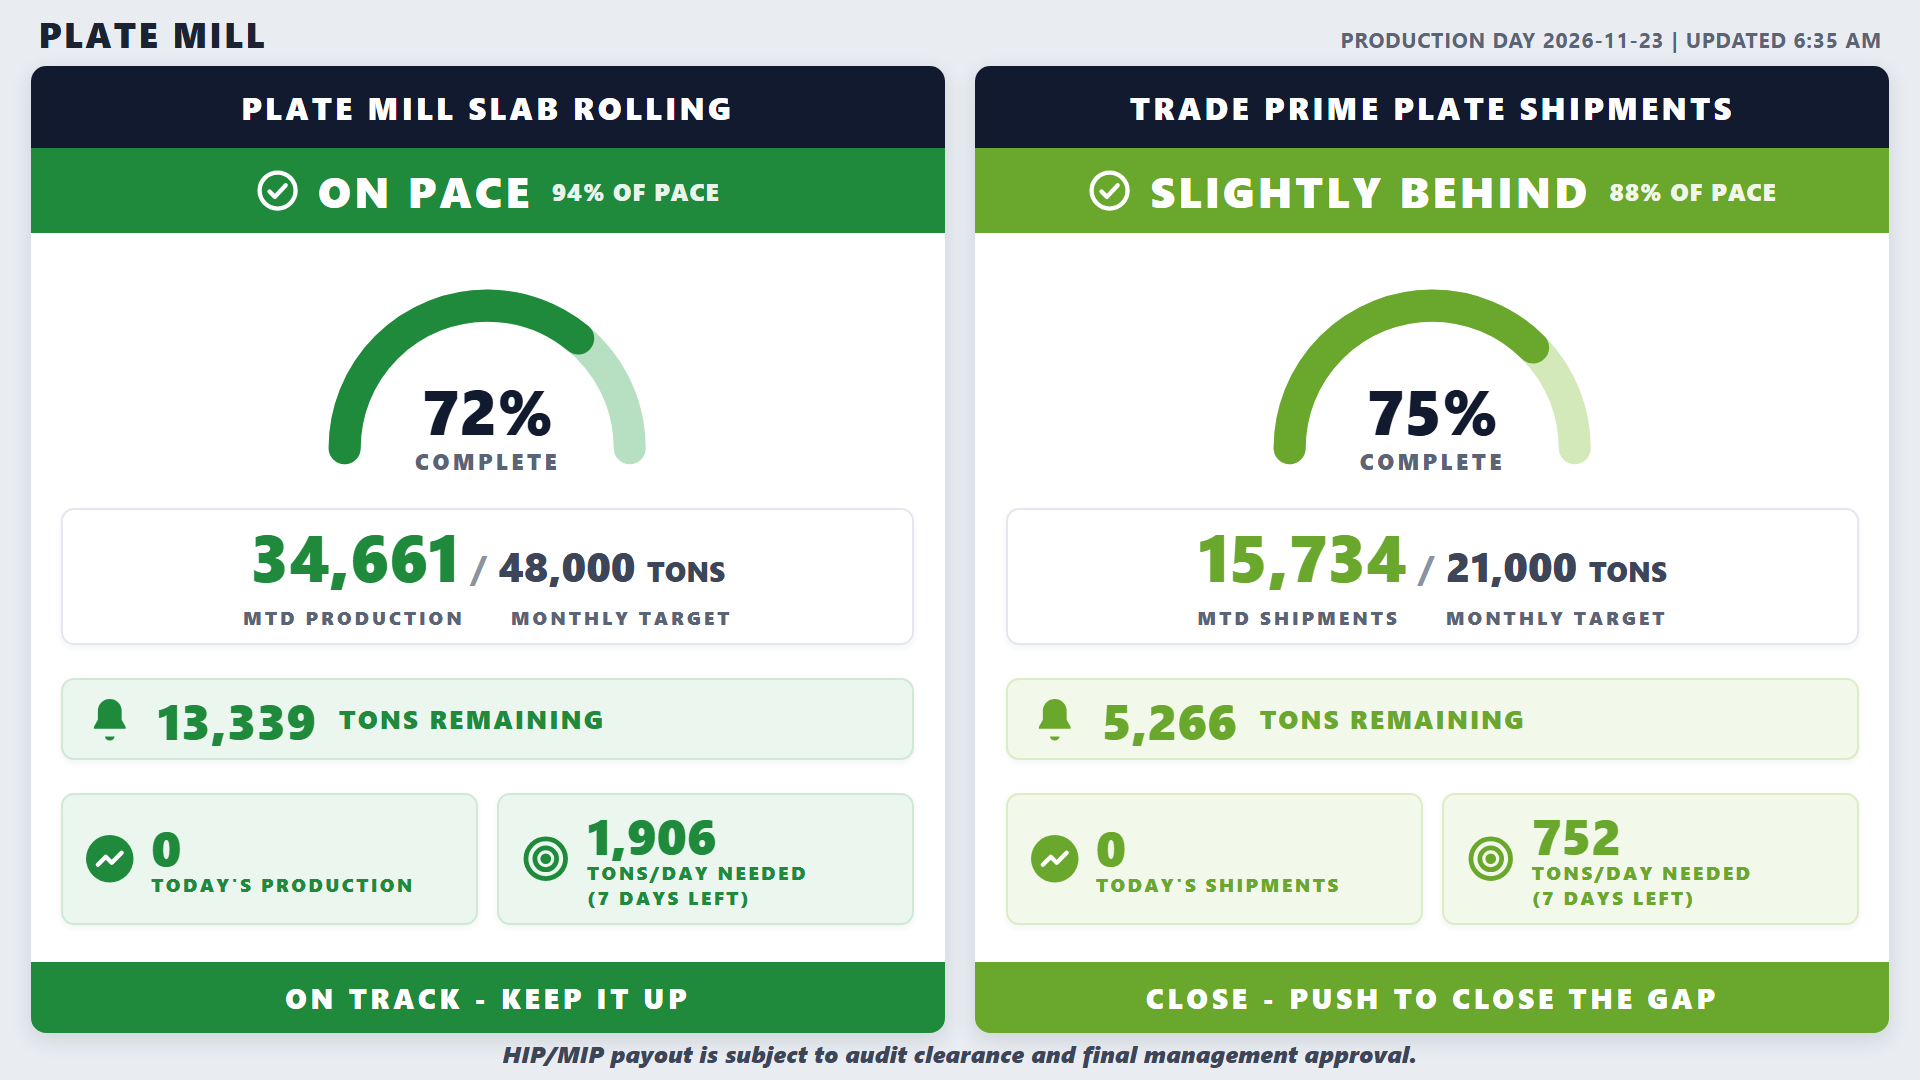 PLATE MILL
PRODUCTION DAY 2026-11-23 | UPDATED 6:35 AM
PLATE MILL SLAB ROLLING
ON PACE 94% OF PACE
72%
COMPLETE
34,661 / 48,000 TONS
MTD PRODUCTION MONTHLY TARGET
13,339 TONS REMAINING
0
TODAY'S PRODUCTION
1,906
TONS/DAY NEEDED
(7 DAYS LEFT)
ON TRACK - KEEP IT UP
TRADE PRIME PLATE SHIPMENTS
SLIGHTLY BEHIND 88% OF PACE
75%
COMPLETE
15,734 / 21,000 TONS
MTD SHIPMENTS MONTHLY TARGET
5,266 TONS REMAINING
0
TODAY'S SHIPMENTS
752
TONS/DAY NEEDED
(7 DAYS LEFT)
CLOSE - PUSH TO CLOSE THE GAP
HIP/MIP payout is subject to audit clearance and final management approval.